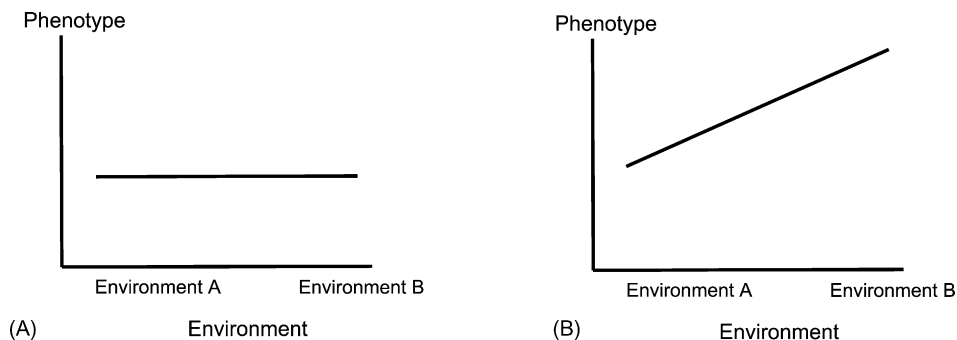 Phenotype
Environment A
Environment B
(A)
Environment
Phenotype
Environment A
Environment B
(B)
Environment